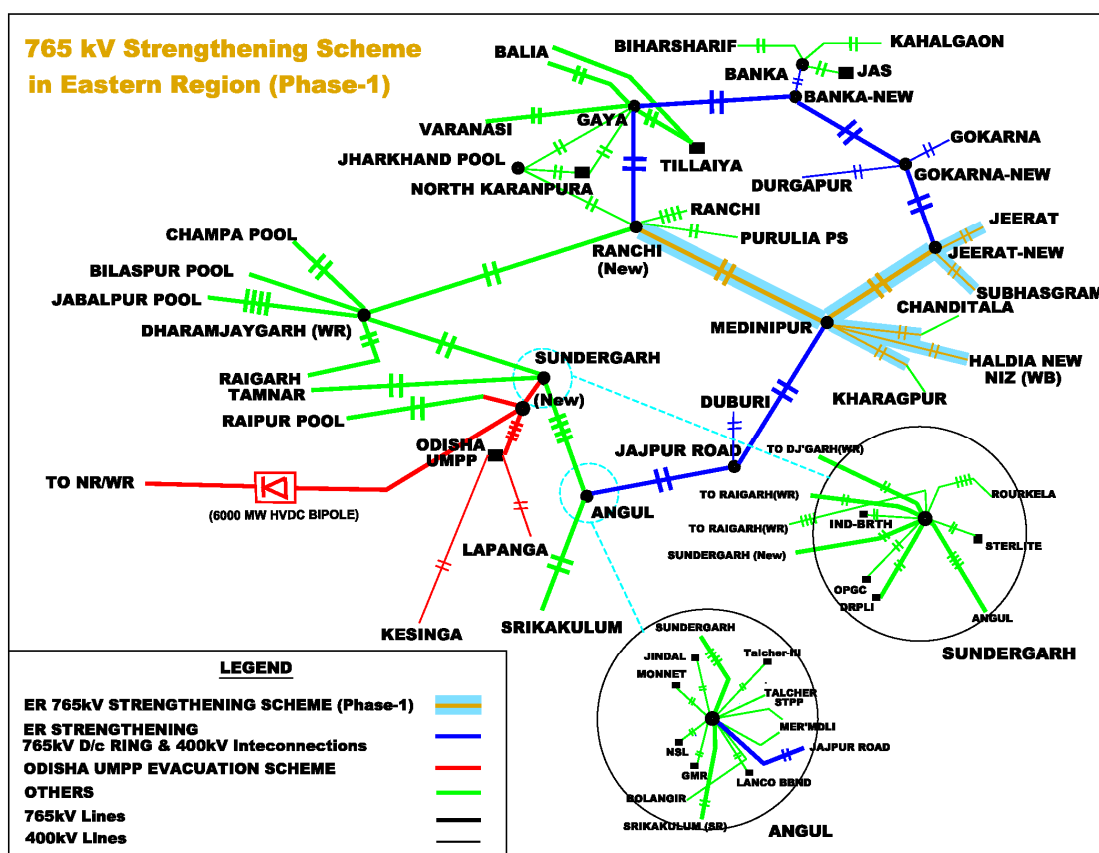 765 kV Strengthening Scheme
in Eastern Region (Phase-1)
BALIA
BIHARSHARIF
KAHALGAON
BANKA
JAS
BANKA-NEW
VARANASI
GAYA
JHARKHAND POOL
TILLAIYA
NORTH KARANPURA
GOKARNA
DURGAPUR
GOKARNA-NEW
RANCHI
PURULIA PS
RANCHI
(New)
JEERAT
JEERAT-NEW
SUBHASGRAM
CHAMPA POOL
BILASPUR POOL
JABALPUR POOL
DHARAMJAYGARH (WR)
MEDINIPUR
CHANDITALA
HALDIA NEW
NIZ (WB)
KHARAGPUR
RAIGARH
TAMNAR
RAIPUR POOL
SUNDERGARH
(New)
ODISHA
UMPP
DUBURI
JAJPUR ROAD
TO NR/WR
(6000 MW HVDC BIPOLE)
ANGUL
LAPANGA
KESINGA
SRIKAKULUM
TO DJ'GARH(WR)
TO RAIGARH(WR)
ROURKELA
TO RAIGARH(WR)
IND-BRTH
STERLITE
SUNDERGARH (New)
OPGC
DRPLI
ANGUL
SUNDERGARH
SUNDERGARH
JINDAL
Talcher-III
MONNET
TALCHER
STPP
MER'MDLI
NSL
JAJPUR ROAD
GMR
LANCO BBND
BOLANGIR
SRIKAKULUM (SR)
ANGUL
LEGEND
ER 765kV STRENGTHENING SCHEME (Phase-1)
ER STRENGTHENING
765kV D/c RING & 400kV Inteconnections
ODISHA UMPP EVACUATION SCHEME
OTHERS
765kV Lines
400kV Lines